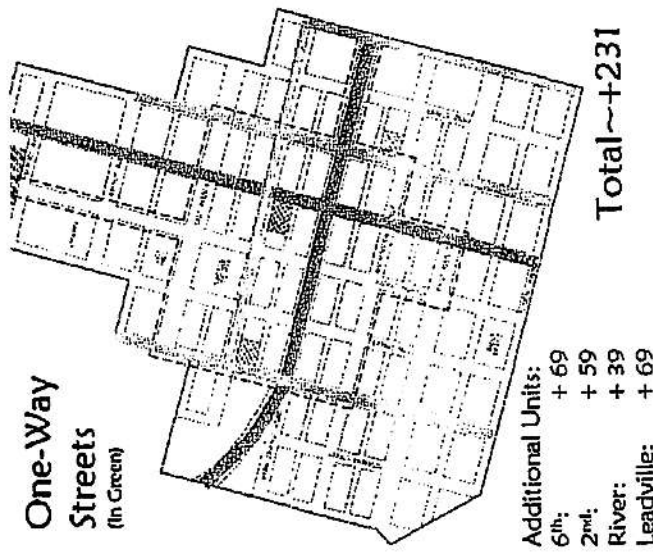 One-Way
Streets
(In Green)
Additional Units:
6th: +69
2nd: +59
River: +39
Leadville: +69
Total~+231